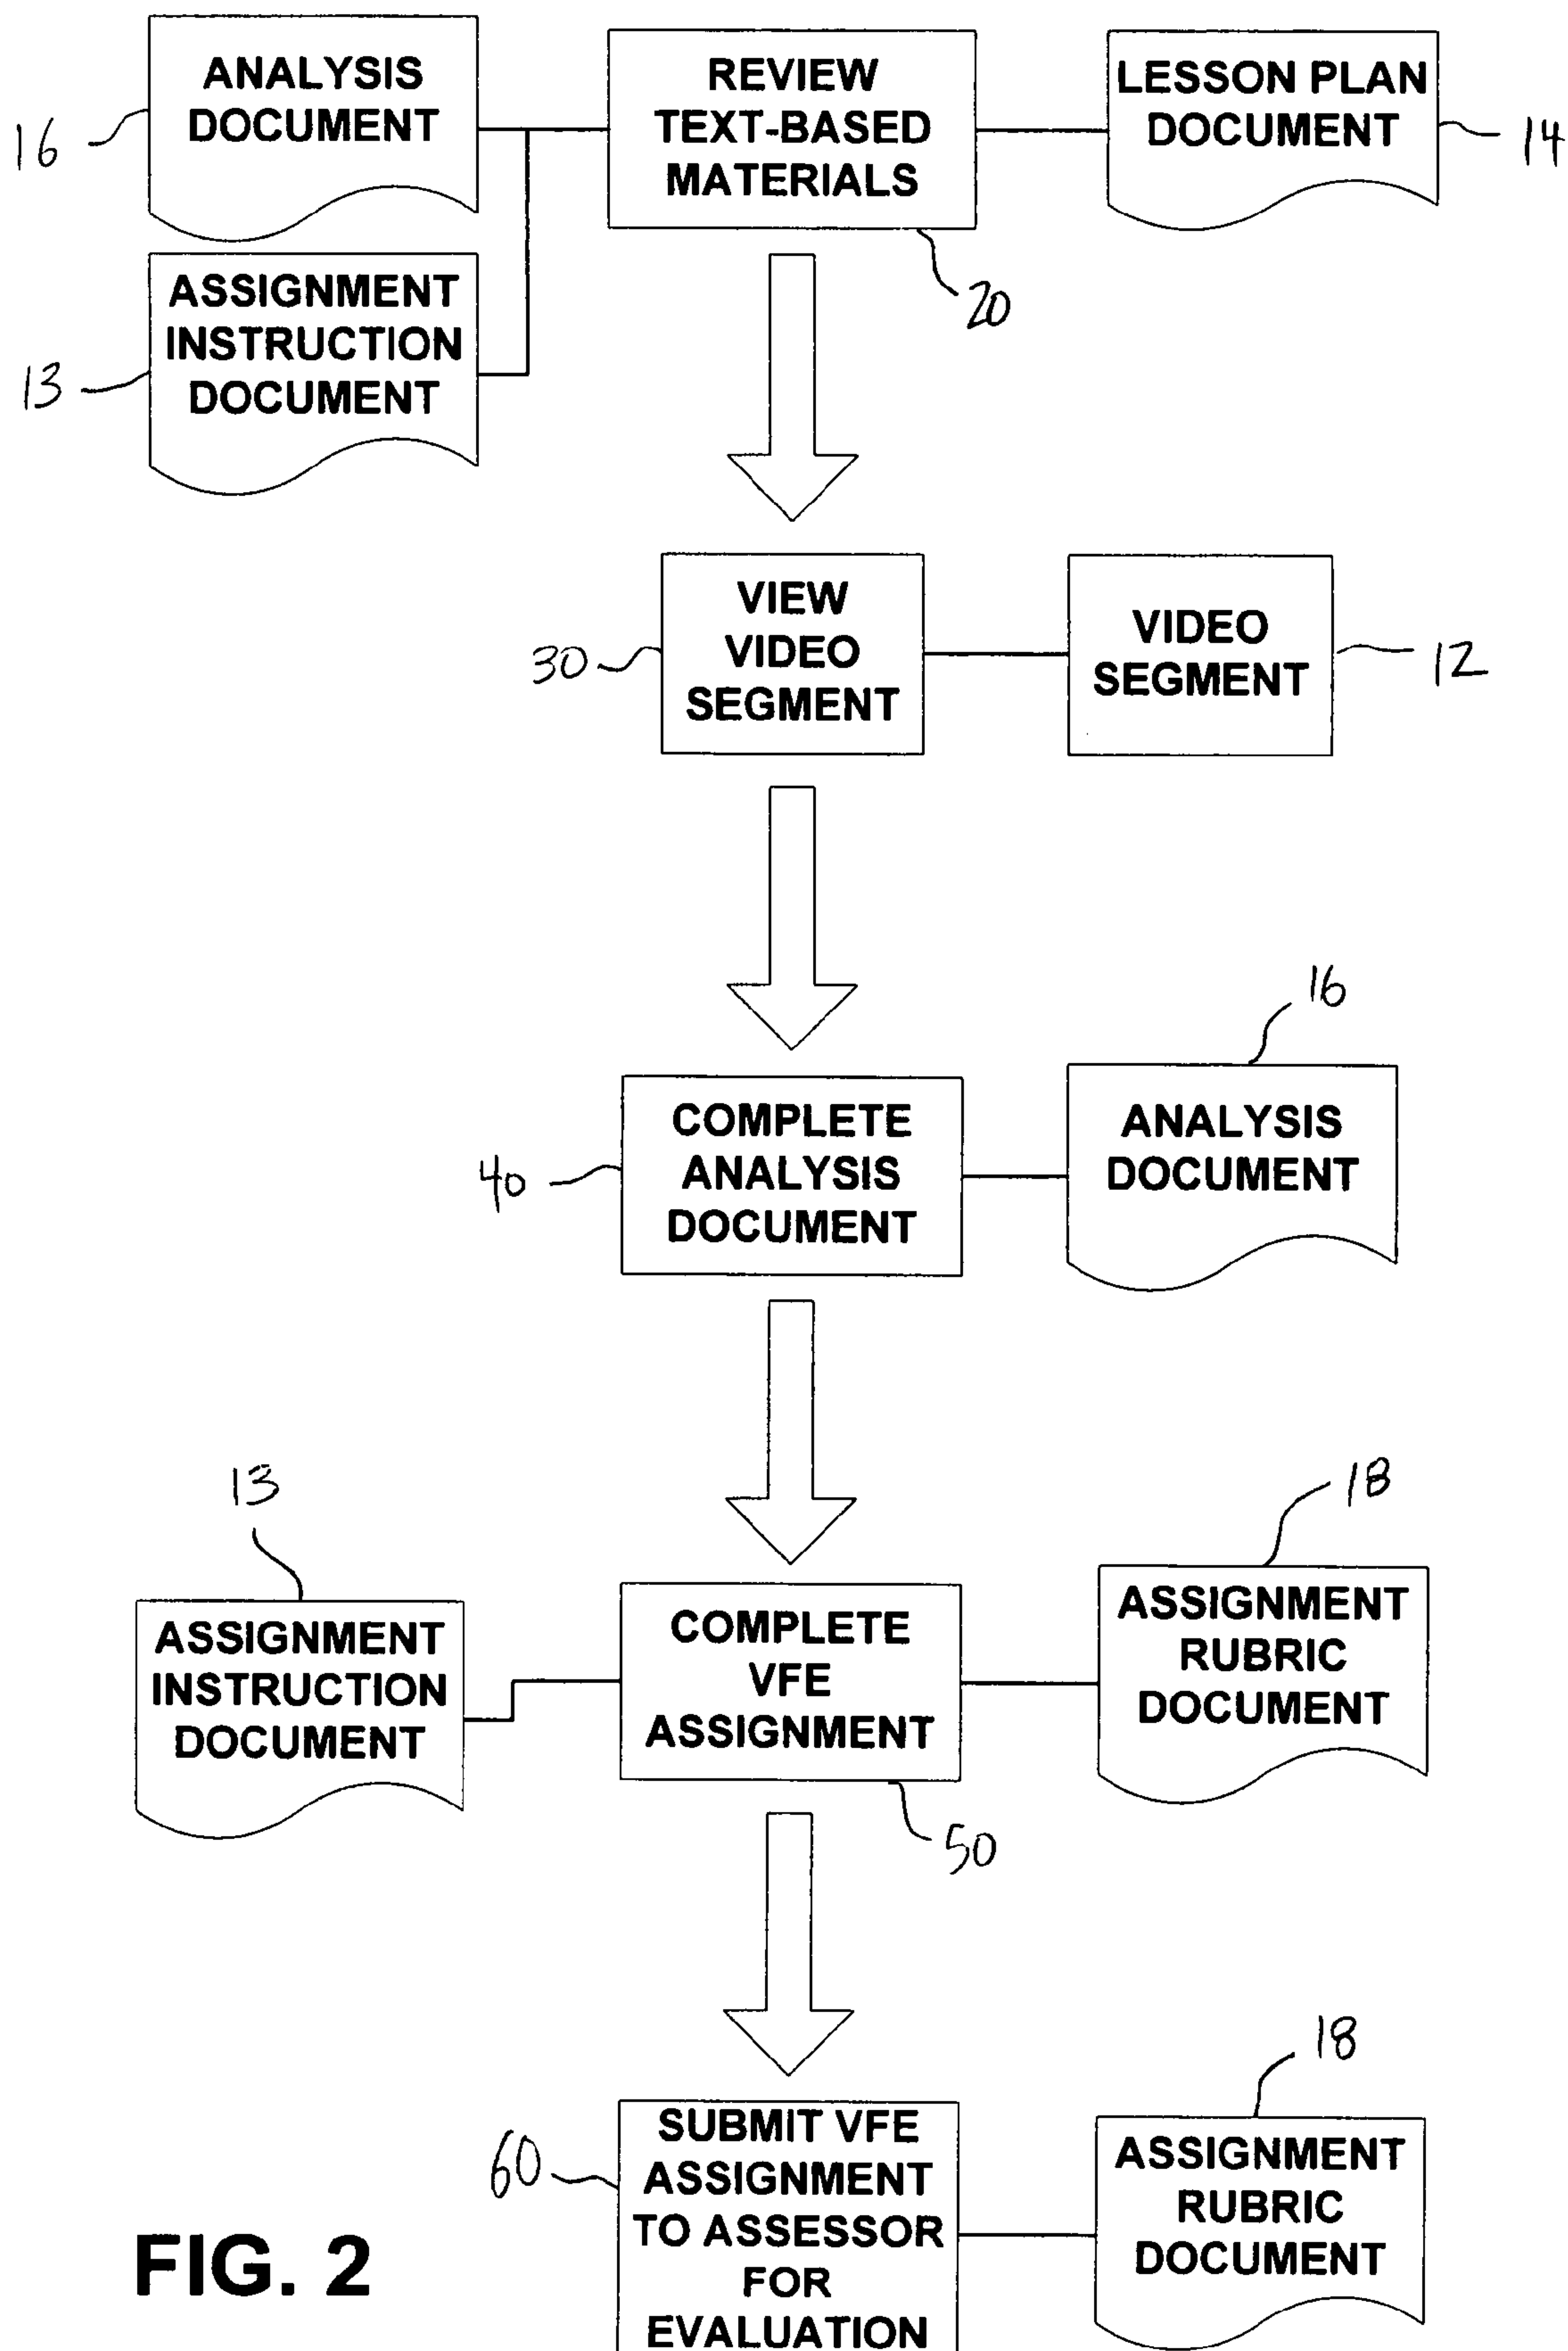 ANALYSIS
DOCUMENT
16
REVIEW
TEXT-BASED
MATERIALS
20
LESSON PLAN
DOCUMENT
14
ASSIGNMENT
INSTRUCTION
DOCUMENT
13
VIEW
VIDEO
SEGMENT
30
VIDEO
SEGMENT
12
COMPLETE
ANALYSIS
DOCUMENT
40
16
ANALYSIS
DOCUMENT
13
ASSIGNMENT
INSTRUCTION
DOCUMENT
COMPLETE
VFE
ASSIGNMENT
50
18
ASSIGNMENT
RUBRIC
DOCUMENT
60
SUBMIT VFE
ASSIGNMENT
TO ASSESSOR
FOR
EVALUATION
18
ASSIGNMENT
RUBRIC
DOCUMENT
FIG. 2